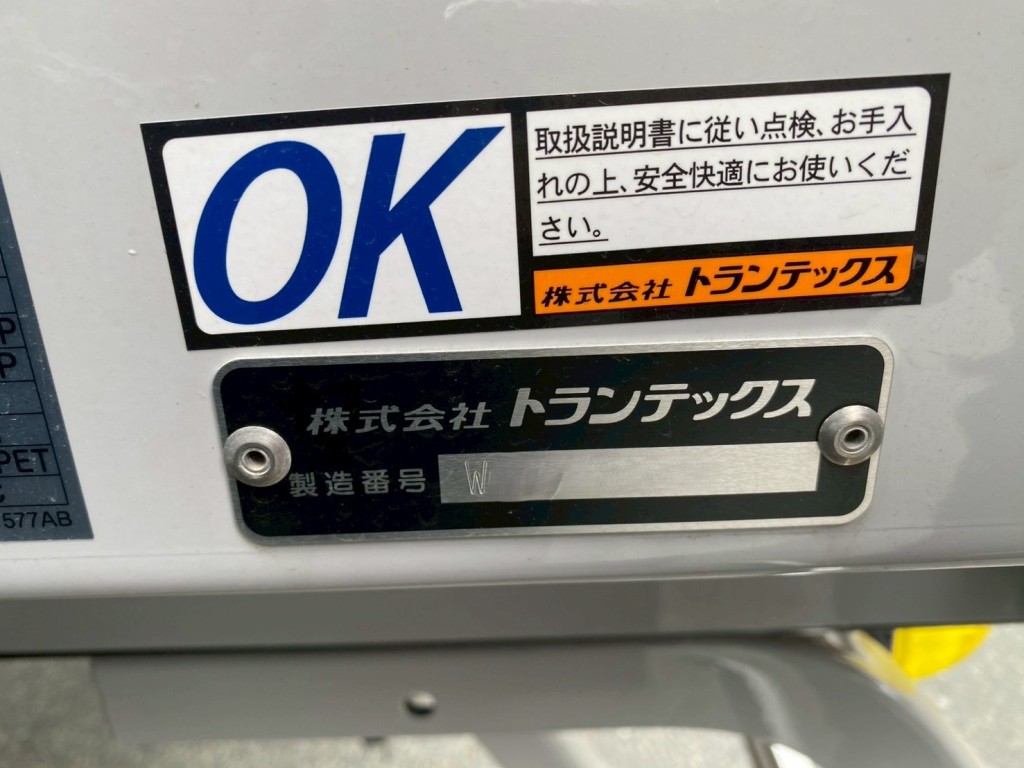 OK
取扱説明書に従い点検、お手入
れの上、安全快適にお使いくだ
さい。
株式会社 トランテックス
株式会社 トランテックス
製造番号 W
P
P
PET
577AB